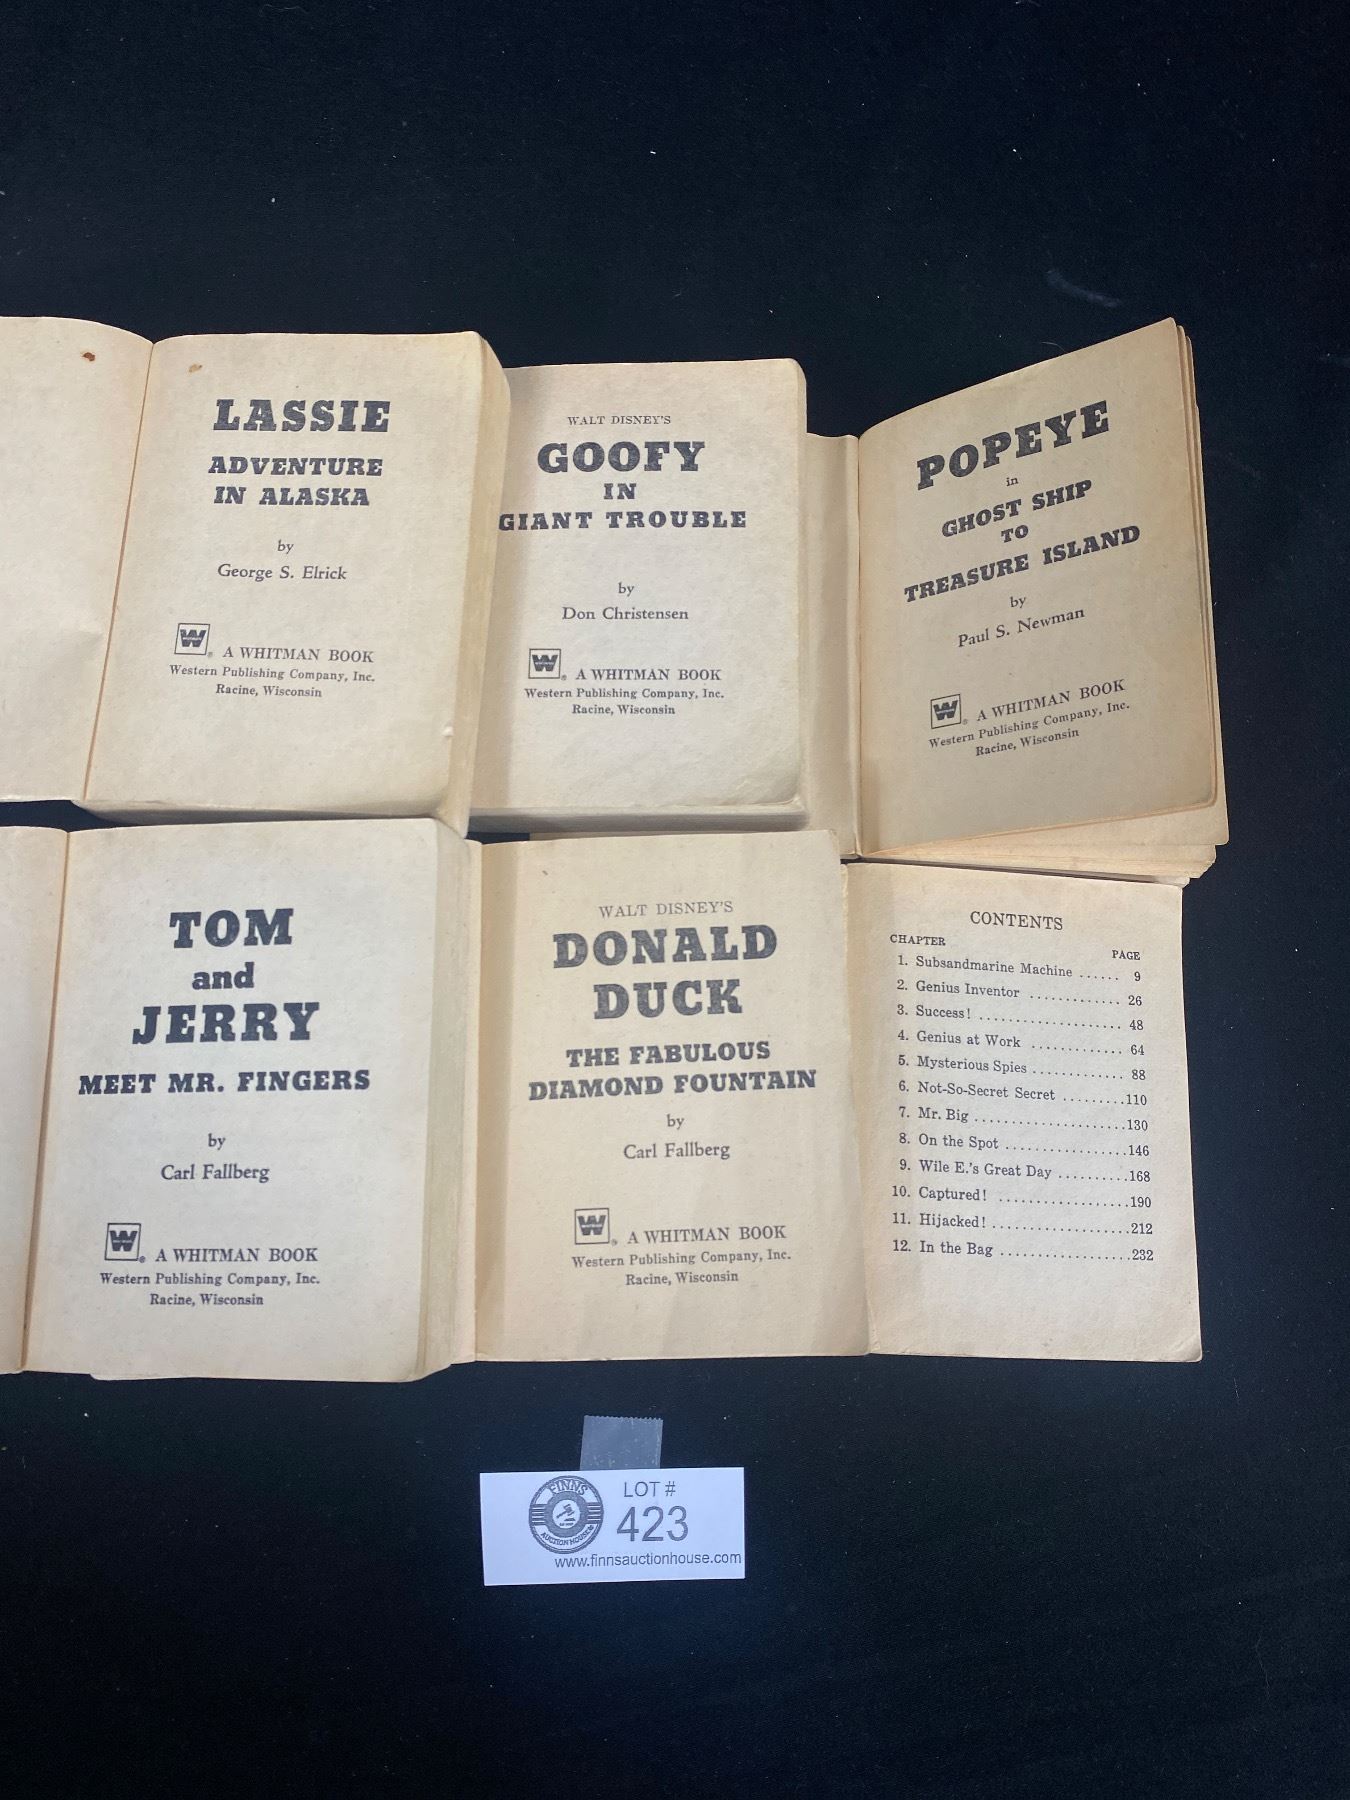 LASSIE
ADVENTURE
IN ALASKA
by
George S. Elrick
W
WHITMAN
®
A WHITMAN BOOK
Western Publishing Company, Inc.
Racine, Wisconsin
WALT DISNEY'S
GOOFY
IN
GIANT TROUBLE
by
Don Christensen
W
WHITMAN
®
A WHITMAN BOOK
Western Publishing Company, Inc.
Racine, Wisconsin
POPEYE
in
GHOST SHIP
TO
TREASURE ISLAND
by
Paul S. Newman
W
®
A WHITMAN BOOK
Western Publishing Company, Inc.
Racine, Wisconsin
TOM
and
JERRY
MEET MR. FINGERS
by
Carl Fallberg
W
WHITMAN
®
A WHITMAN BOOK
Western Publishing Company, Inc.
Racine, Wisconsin
WALT DISNEY'S
DONALD
DUCK
THE FABULOUS
DIAMOND FOUNTAIN
by
Carl Fallberg
W
WHITMAN
®
A WHITMAN BOOK
Western Publishing Company, Inc.
Racine, Wisconsin
CONTENTS
CHAPTER PAGE
1. Subsandmarine Machine ...... 9
2. Genius Inventor ............. 26
3. Success! .................... 48
4. Genius at Work ............. 64
5. Mysterious Spies ............. 88
6. Not-So-Secret Secret .........110
7. Mr. Big ......................130
8. On the Spot .................146
9. Wile E.'s Great Day ..........168
10. Captured! ...................190
11. Hijacked! ....................212
12. In the Bag ...................232
FINNS
AUCTION HOUSE
LOT #
423
www.finnsauctionhouse.com